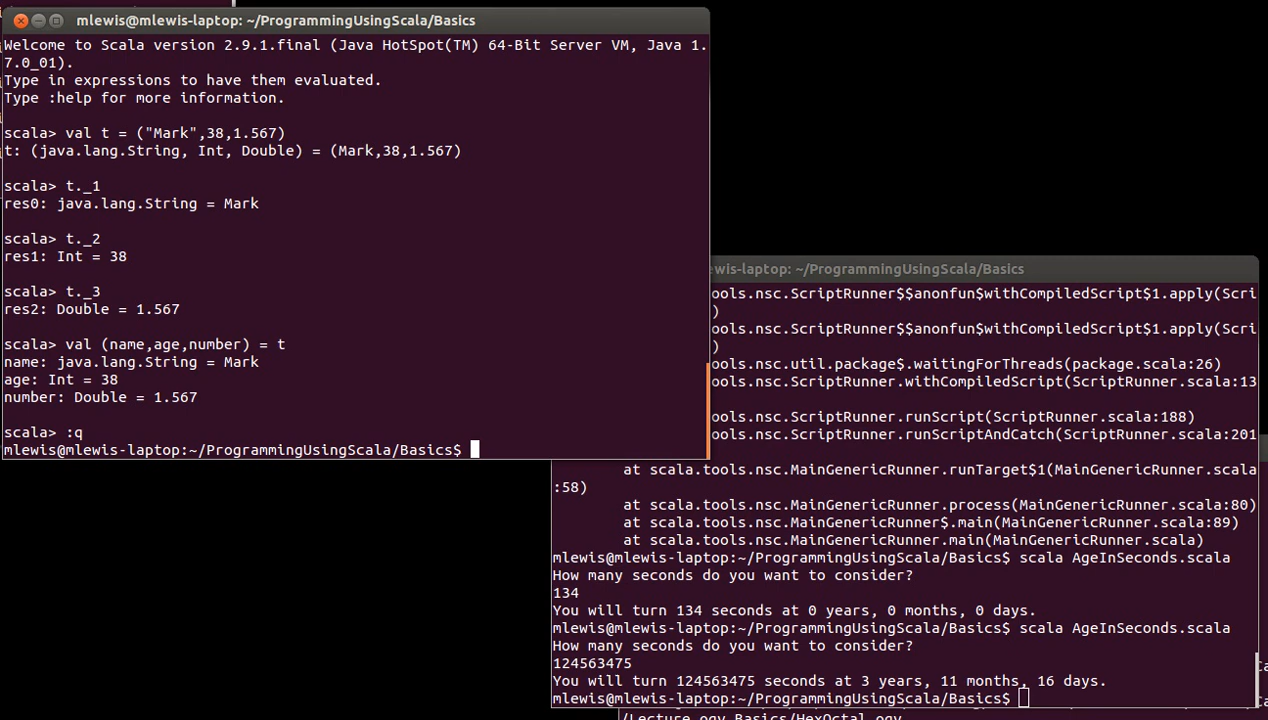 mlewis@mlewis-laptop: ~/ProgrammingUsingScala/Basics
Welcome to Scala version 2.9.1.final (Java HotSpot(TM) 64-Bit Server VM, Java 1.
7.0_01).
Type in expressions to have them evaluated.
Type :help for more information.
scala> val t = ("Mark",38,1.567)
t: (java.lang.String, Int, Double) = (Mark,38,1.567)
scala> t._1
res0: java.lang.String = Mark
scala> t._2
res1: Int = 38
scala> t._3
res2: Double = 1.567
scala> val (name,age,number) = t
name: java.lang.String = Mark
age: Int = 38
number: Double = 1.567
scala> :q
mlewis@mlewis-laptop:~/ProgrammingUsingScala/Basics$
ewis-laptop: ~/ProgrammingUsingScala/Basics
ools.nsc.ScriptRunner$$anonfun$withCompiledScript$1.apply(Scri
)
ools.nsc.ScriptRunner$$anonfun$withCompiledScript$1.apply(Scri
)
ools.nsc.util.package$.waitingForThreads(package.scala:26)
ools.nsc.ScriptRunner.withCompiledScript(ScriptRunner.scala:13
ools.nsc.ScriptRunner.runScript(ScriptRunner.scala:188)
ools.nsc.ScriptRunner.runScriptAndCatch(ScriptRunner.scala:201
at scala.tools.nsc.MainGenericRunner.runTarget$1(MainGenericRunner.scala
:58)
at scala.tools.nsc.MainGenericRunner.process(MainGenericRunner.scala:80)
at scala.tools.nsc.MainGenericRunner$.main(MainGenericRunner.scala:89)
at scala.tools.nsc.MainGenericRunner.main(MainGenericRunner.scala)
mlewis@mlewis-laptop:~/ProgrammingUsingScala/Basics$ scala AgeInSeconds.scala
How many seconds do you want to consider?
134
You will turn 134 seconds at 0 years, 0 months, 0 days.
mlewis@mlewis-laptop:~/ProgrammingUsingScala/Basics$ scala AgeInSeconds.scala
How many seconds do you want to consider?
124563475
You will turn 124563475 seconds at 3 years, 11 months, 16 days.
mlewis@mlewis-laptop:~/ProgrammingUsingScala/Basics$